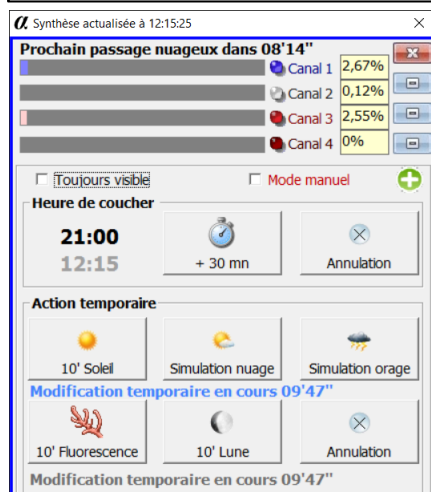 α Synthèse actualisée à 12:15:25
Prochain passage nuageux dans 08'14"
Canal 1 2,67%
Canal 2 0,12%
Canal 3 2,55%
Canal 4 0%
Toujours visible Mode manuel
Heure de coucher
21:00
12:15
+ 30 mn Annulation
Action temporaire
10' Soleil Simulation nuage Simulation orage
Modification temporaire en cours 09'47"
10' Fluorescence 10' Lune Annulation
Modification temporaire en cours 09'47"